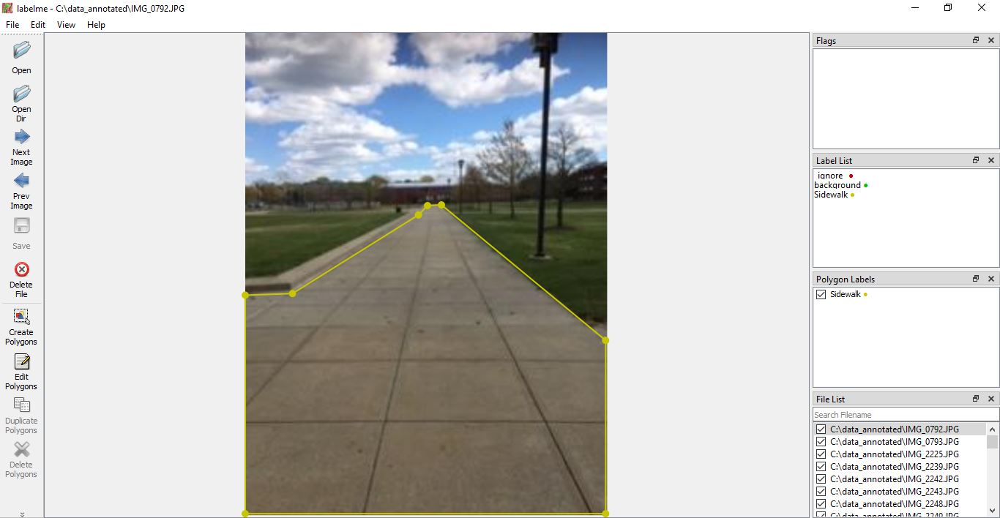 labelme - C:\data_annotated\IMG_0792.JPG
File Edit View Help
Open
Open
Dir
Next
Image
Prev
Image
Save
Delete
File
Create
Polygons
Edit
Polygons
Duplicate
Polygons
Delete
Polygons
Flags
Label List
ignore
background
Sidewalk
Polygon Labels
Sidewalk
File List
Search Filename
C:\data_annotated\IMG_0792.JPG
C:\data_annotated\IMG_0793.JPG
C:\data_annotated\IMG_2225.JPG
C:\data_annotated\IMG_2239.JPG
C:\data_annotated\IMG_2242.JPG
C:\data_annotated\IMG_2243.JPG
C:\data_annotated\IMG_2248.JPG
C:\data_annotated\IMG_2249.JPG